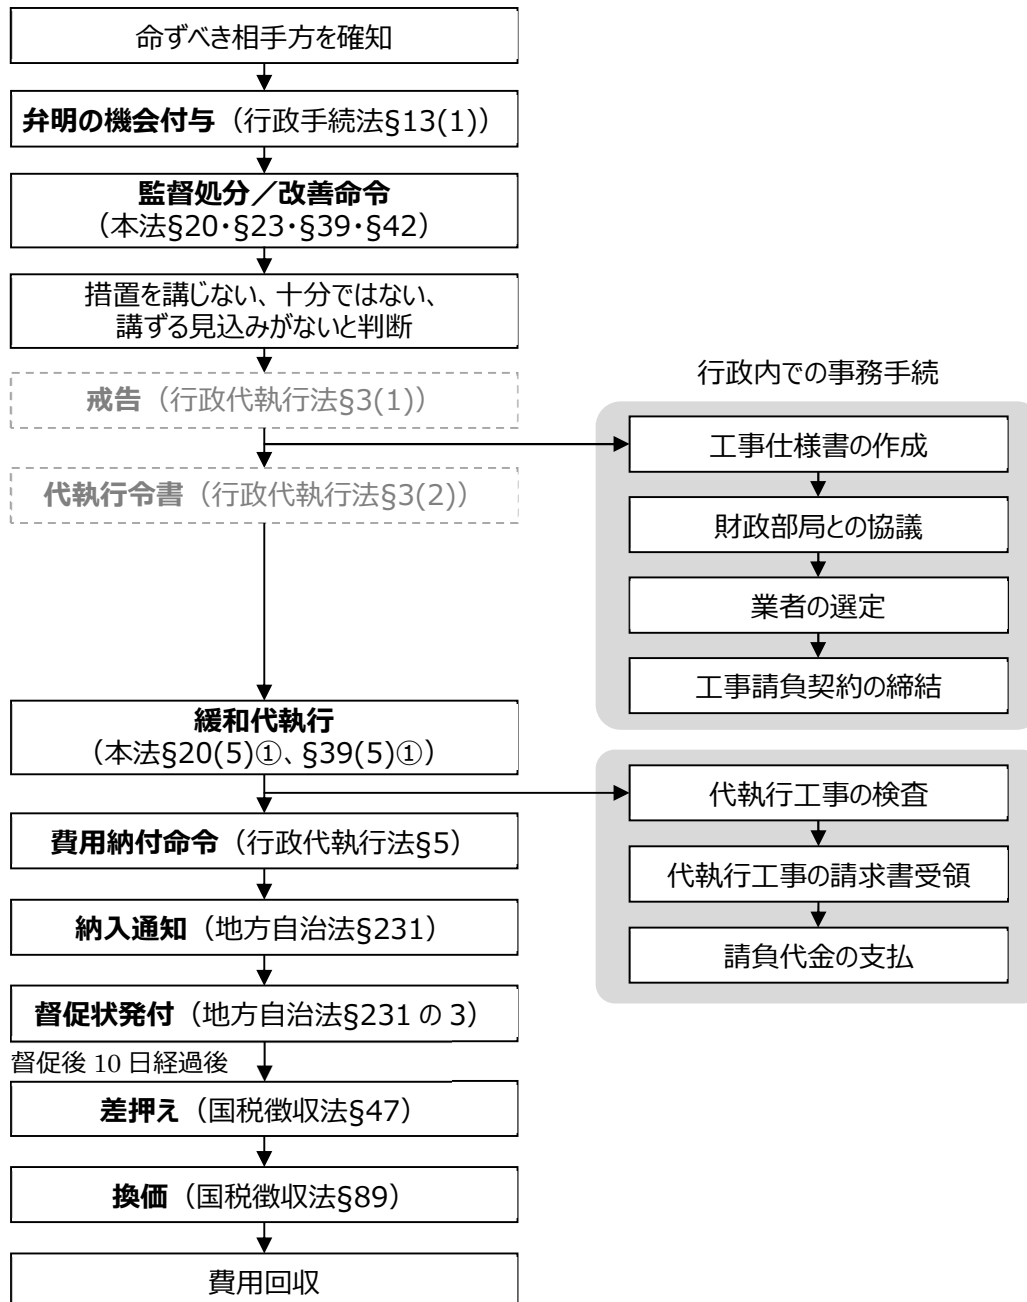 命ずべき相手方を確知
弁明の機会付与（行政手続法§13(1)）
監督処分／改善命令
（本法§20・§23・§39・§42）
措置を講じない、十分ではない、
講ずる見込みがないと判断
戒告（行政代執行法§3(1)）
代執行令書（行政代執行法§3(2)）
行政内での事務手続
工事仕様書の作成
財政部局との協議
業者の選定
工事請負契約の締結
緩和代執行
（本法§20(5)①、§39(5)①）
代執行工事の検査
代執行工事の請求書受領
請負代金の支払
費用納付命令（行政代執行法§5）
納入通知（地方自治法§231）
督促状発付（地方自治法§231 の 3）
督促後 10 日経過後
差押え（国税徴収法§47）
換価（国税徴収法§89）
費用回収